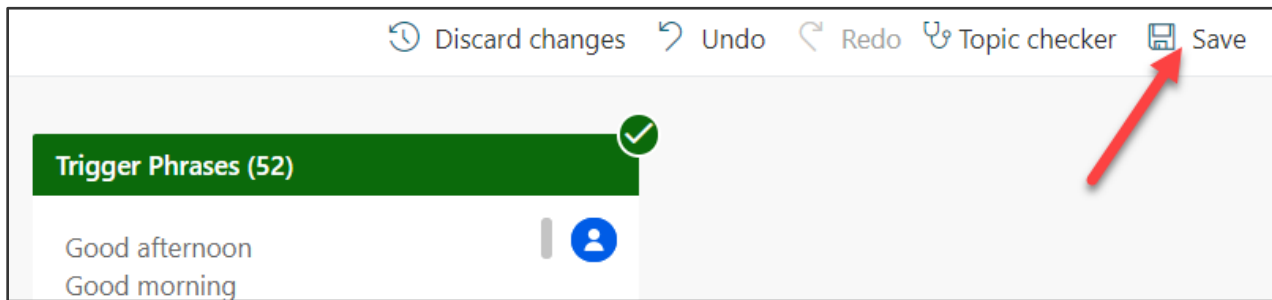 Discard changes Undo Redo Topic checker Save
Trigger Phrases (52)
Good afternoon
Good morning